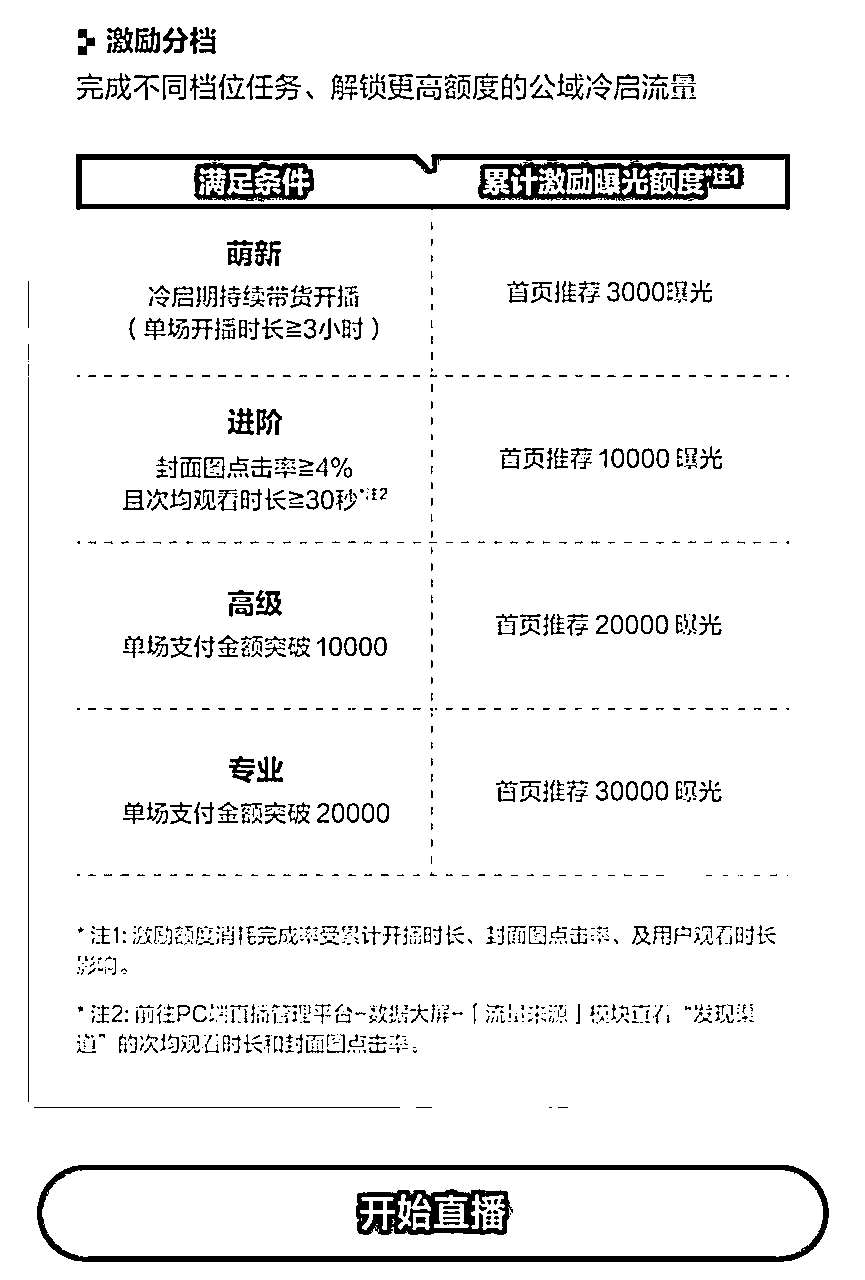 激励分档
完成不同档位任务、解锁更高额度的公域冷启流量
满足条件
累计激励曝光额度*注1
萌新
冷启期持续带货开播
(单场开播时长≧3小时)
首页推荐 3000曝光
进阶
封面图点击率≧4%
且次均观看时长≧30秒*注2
首页推荐 10000 曝光
高级
单场支付金额突破 10000
首页推荐 20000 曝光
专业
单场支付金额突破 20000
首页推荐 30000 曝光
* 注1: 激励额度消耗完成率受累计开播时长、封面图点击率、及用户观看时长
影响。
* 注2: 前往PC端直播管理平台-数据大屏-「流量来源」模块查看“发现渠
道”的次均观看时长和封面图点击率。
开始直播